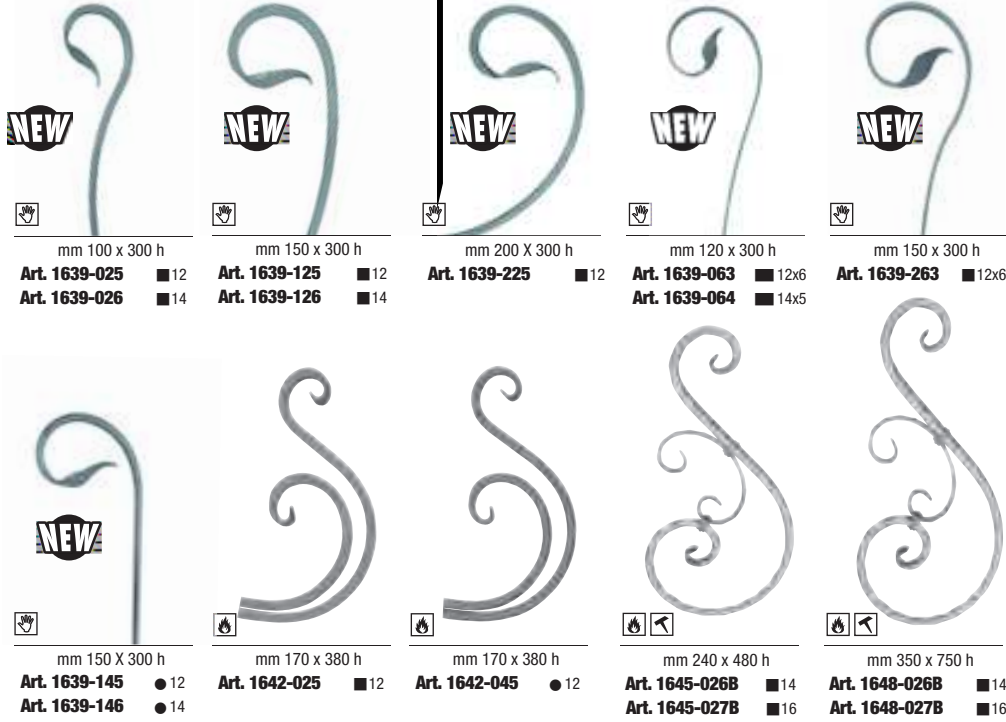 NEW
NEW
NEW
NEW
NEW
mm 100 x 300 h
Art. 1639-025 ■ 12
Art. 1639-026 ■ 14
mm 150 x 300 h
Art. 1639-125 ■ 12
Art. 1639-126 ■ 14
mm 200 X 300 h
Art. 1639-225 ■ 12
mm 120 x 300 h
Art. 1639-063 12x6
Art. 1639-064 14x5
mm 150 x 300 h
Art. 1639-263 12x6
NEW
mm 150 X 300 h
Art. 1639-145 ● 12
Art. 1639-146 ● 14
mm 170 x 380 h
Art. 1642-025 ■ 12
mm 170 x 380 h
Art. 1642-045 ● 12
mm 240 x 480 h
Art. 1645-026B ■ 14
Art. 1645-027B ■ 16
mm 350 x 750 h
Art. 1648-026B ■ 14
Art. 1648-027B ■ 16